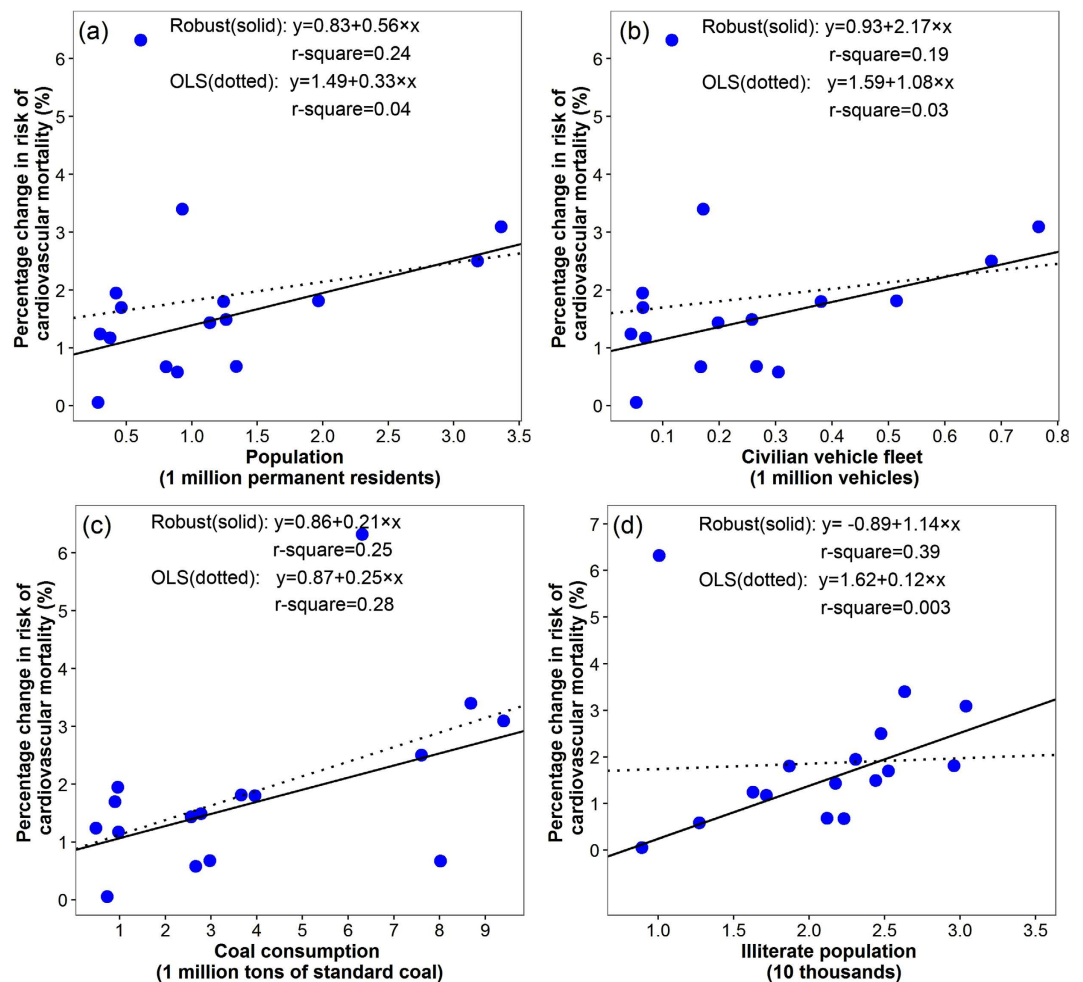 (a)
Robust(solid): y=0.83+0.56×x
r-square=0.24
OLS(dotted): y=1.49+0.33×x
r-square=0.04
Percentage change in risk of
cardiovascular mortality (%)
6
5
4
3
2
1
0
0.5 1.0 1.5 2.0 2.5 3.0 3.5
Population
(1 million permanent residents)
(b)
Robust(solid): y=0.93+2.17×x
r-square=0.19
OLS(dotted): y=1.59+1.08×x
r-square=0.03
Percentage change in risk of
cardiovascular mortality (%)
6
5
4
3
2
1
0
0.1 0.2 0.3 0.4 0.5 0.6 0.7 0.8
Civilian vehicle fleet
(1 million vehicles)
(c)
Robust(solid): y=0.86+0.21×x
r-square=0.25
OLS(dotted): y=0.87+0.25×x
r-square=0.28
Percentage change in risk of
cardiovascular mortality (%)
6
5
4
3
2
1
0
1 2 3 4 5 6 7 8 9
Coal consumption
(1 million tons of standard coal)
(d)
Robust(solid): y= -0.89+1.14×x
r-square=0.39
OLS(dotted): y=1.62+0.12×x
r-square=0.003
Percentage change in risk of
cardiovascular mortality (%)
7
6
5
4
3
2
1
0
1.0 1.5 2.0 2.5 3.0 3.5
Illiterate population
(10 thousands)